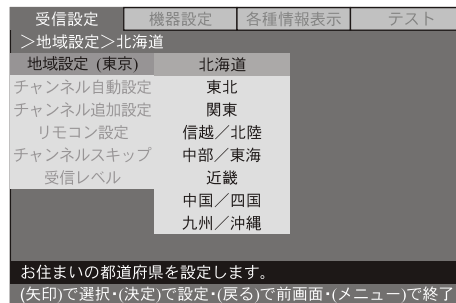 受信設定 機器設定 各種情報表示 テスト
＞地域設定＞北海道
地域設定 (東京)
チャンネル自動設定
チャンネル追加設定
リモコン設定
チャンネルスキップ
受信レベル
北海道
東北
関東
信越／北陸
中部／東海
近畿
中国／四国
九州／沖縄
お住まいの都道府県を設定します。
(矢印)で選択・(決定)で設定・(戻る)で前画面・(メニュー)で終了